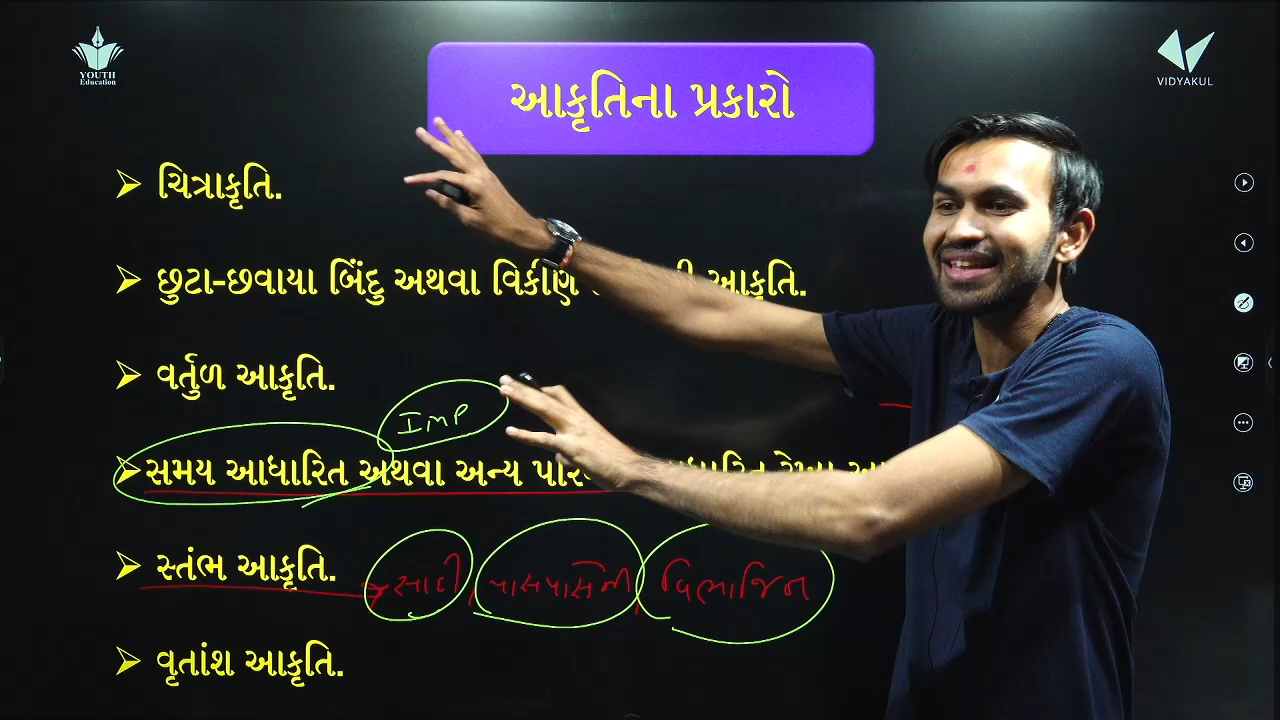 YOUTH
Education
VIDYAKUL
આકૃતિના પ્રકારો
➢ ચિત્રાકૃતિ.
➢ છુટા-છવાયા બિંદુ અથવા વિકીર્ણ આકૃતિ.
➢ વર્તુળ આકૃતિ.
IMP
➢ સમય આધારિત અથવા અન્ય રેખા
➢ સ્તંભ આકૃતિ. સાદી, પાસપાસેની, વિભાજિત
➢ વૃતાંશ આકૃતિ.